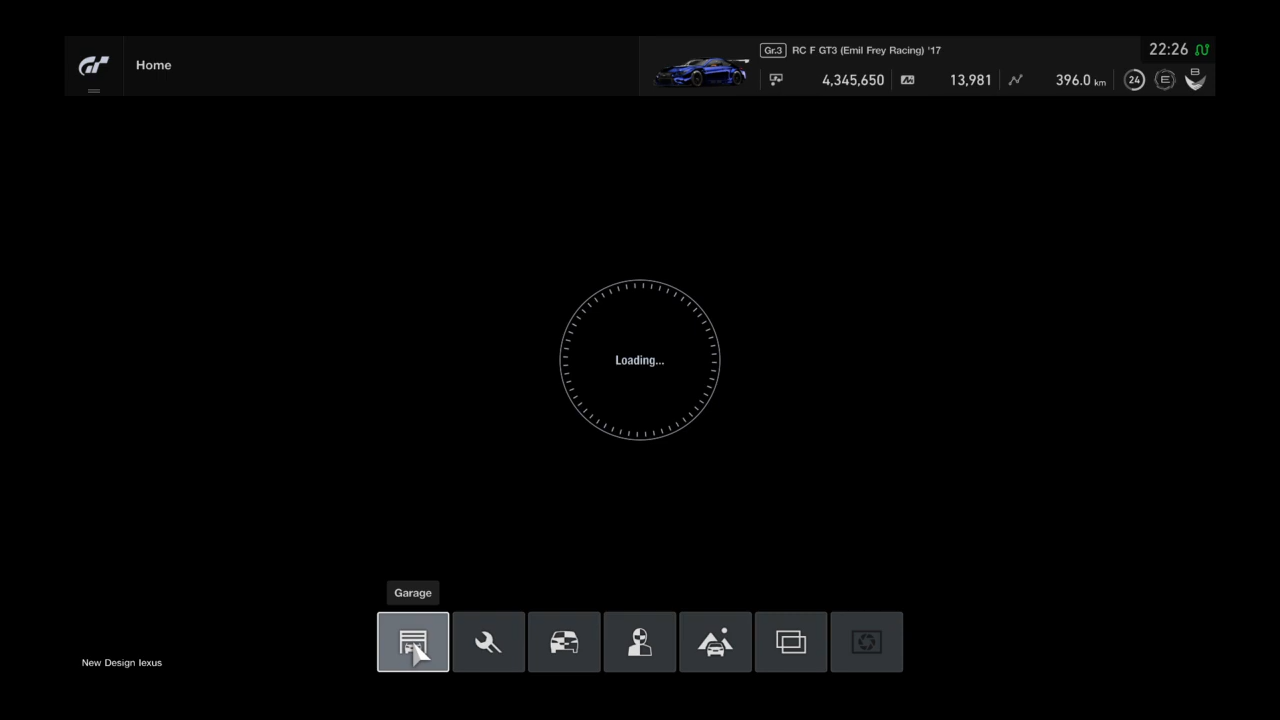 Home
Gr.3 RC F GT3 (Emil Frey Racing) '17
22:26
4,345,650
13,981
396.0 km
24
E
B
Loading...
Garage
New Design lexus